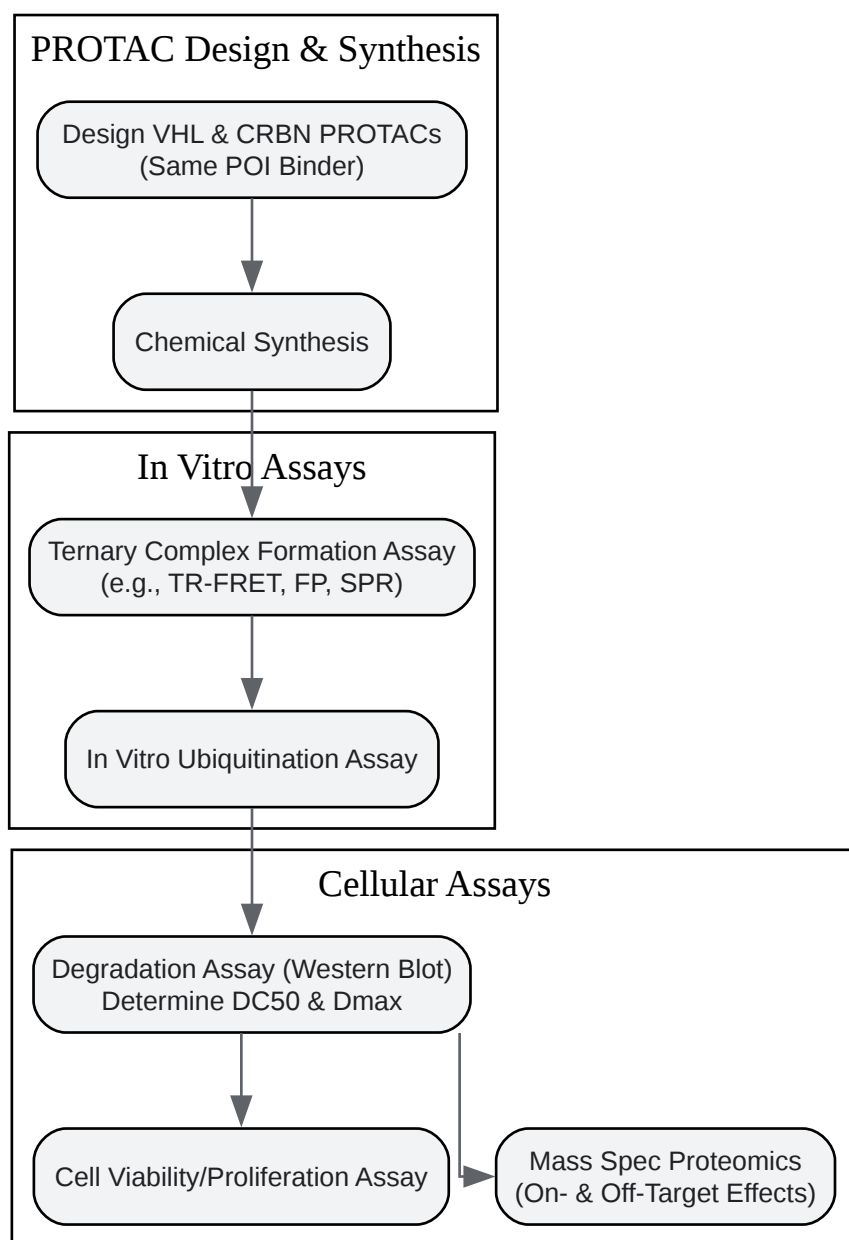 PROTAC Design & Synthesis
Design VHL & CRBN PROTACs
(Same POI Binder)
Chemical Synthesis
In Vitro Assays
Ternary Complex Formation Assay
(e.g., TR-FRET, FP, SPR)
In Vitro Ubiquitination Assay
Cellular Assays
Degradation Assay (Western Blot)
Determine DC50 & Dmax
Cell Viability/Proliferation Assay
Mass Spec Proteomics
(On- & Off-Target Effects)